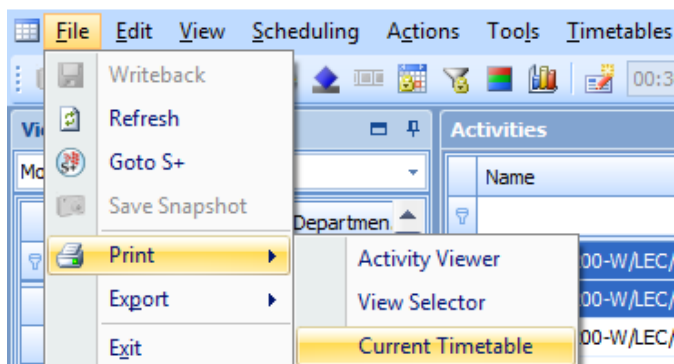 File Edit View Scheduling Actions Tools Timetables
Writeback
00:3
Refresh
Vi
Activities
Goto S+
Mo
Name
Save Snapshot
Departmen
Print
Activity Viewer
00-W/LEC/
Export
View Selector
00-W/LEC/
Exit
Current Timetable
00-W/LEC/